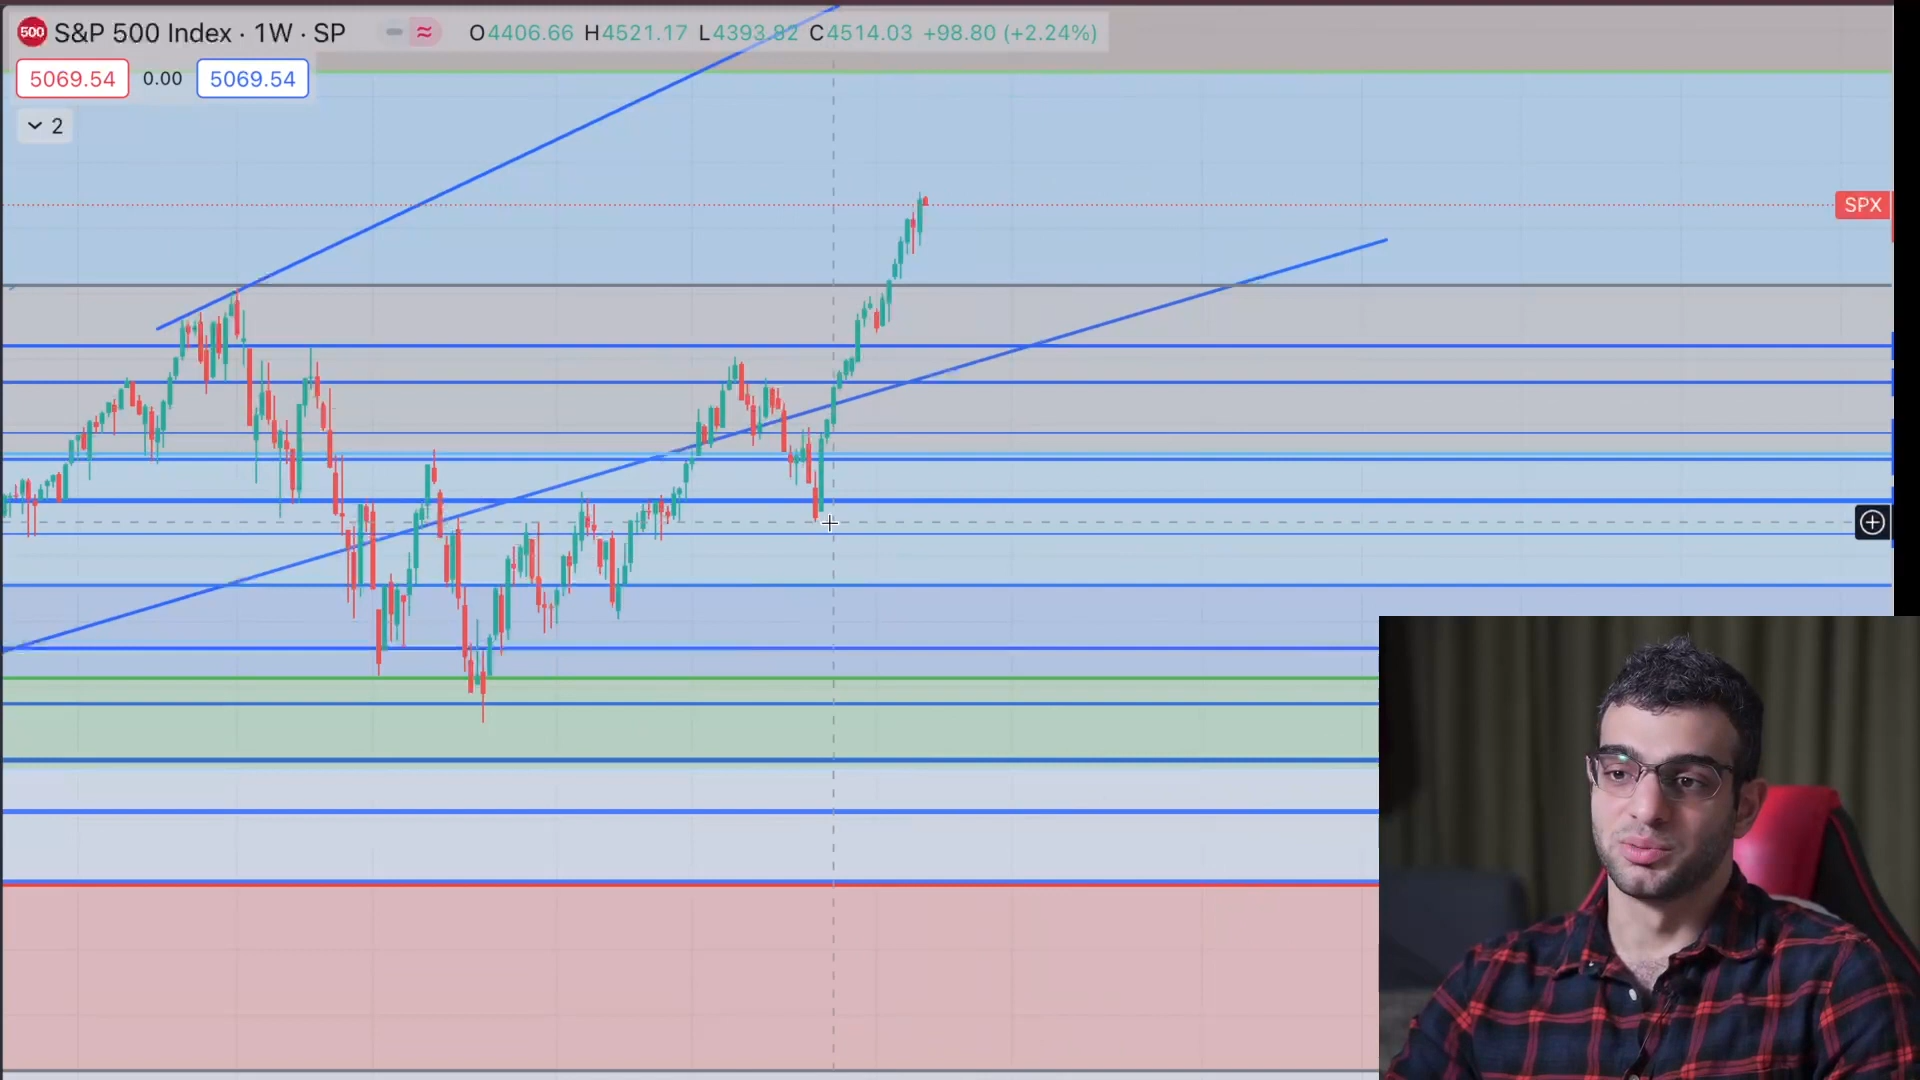 500 S&P 500 Index · 1W · SP O4406.66 H4521.17 L4393.82 C4514.03 +98.80 (+2.24%)
5069.54 0.00 5069.54
2
SPX